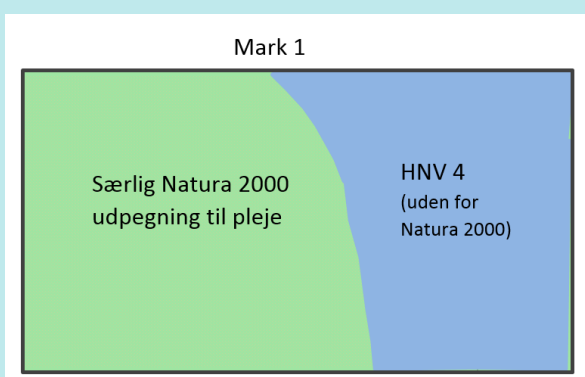 Mark 1
Særlig Natura 2000
udpegning til pleje
HNV 4
(uden for
Natura 2000)